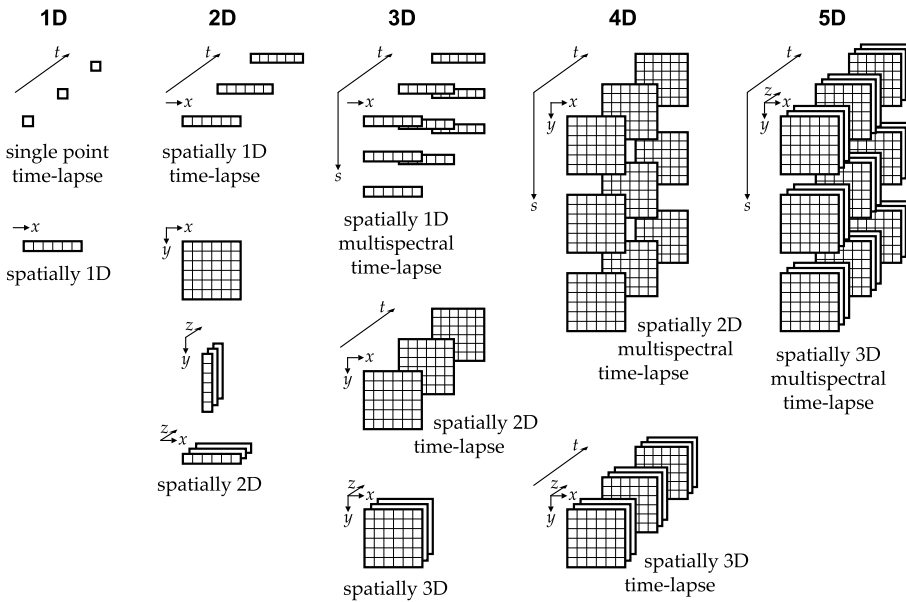 1D
2D
3D
4D
5D
t
single point
time-lapse
x
spatially 1D
t
x
spatially 1D
time-lapse
x
y
z
y
z
x
spatially 2D
t
x
s
spatially 1D
multispectral
time-lapse
t
x
y
spatially 2D
time-lapse
z
x
y
spatially 3D
t
x
y
s
spatially 2D
multispectral
time-lapse
t
z
x
y
spatially 3D
time-lapse
t
z
x
y
s
spatially 3D
multispectral
time-lapse